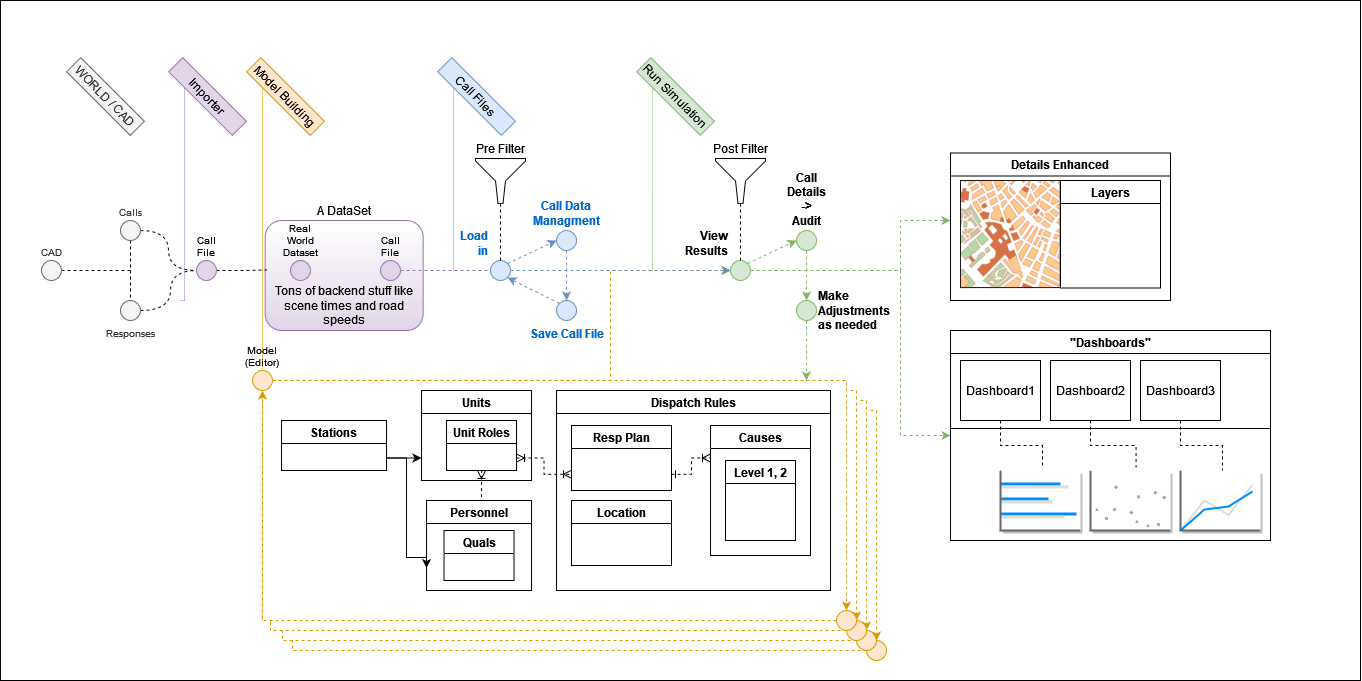 WORLD / CAD
Importer
Model Building
Call Files
Run Simulation
Pre Filter
Post Filter
Call
Details
->
Audit
Details Enhanced
Layers
Calls
A DataSet
Real
World
Dataset
Call
File
Call
File
CAD
Call Data
Managment
Load
in
View
Results
Tons of backend stuff like
scene times and road
speeds
Make
Adjustments
as needed
Responses
Save Call File
Model
(Editor)
"Dashboards"
Dashboard1
Dashboard2
Dashboard3
Units
Dispatch Rules
Stations
Unit Roles
Resp Plan
Causes
Level 1, 2
Personnel
Location
Quals